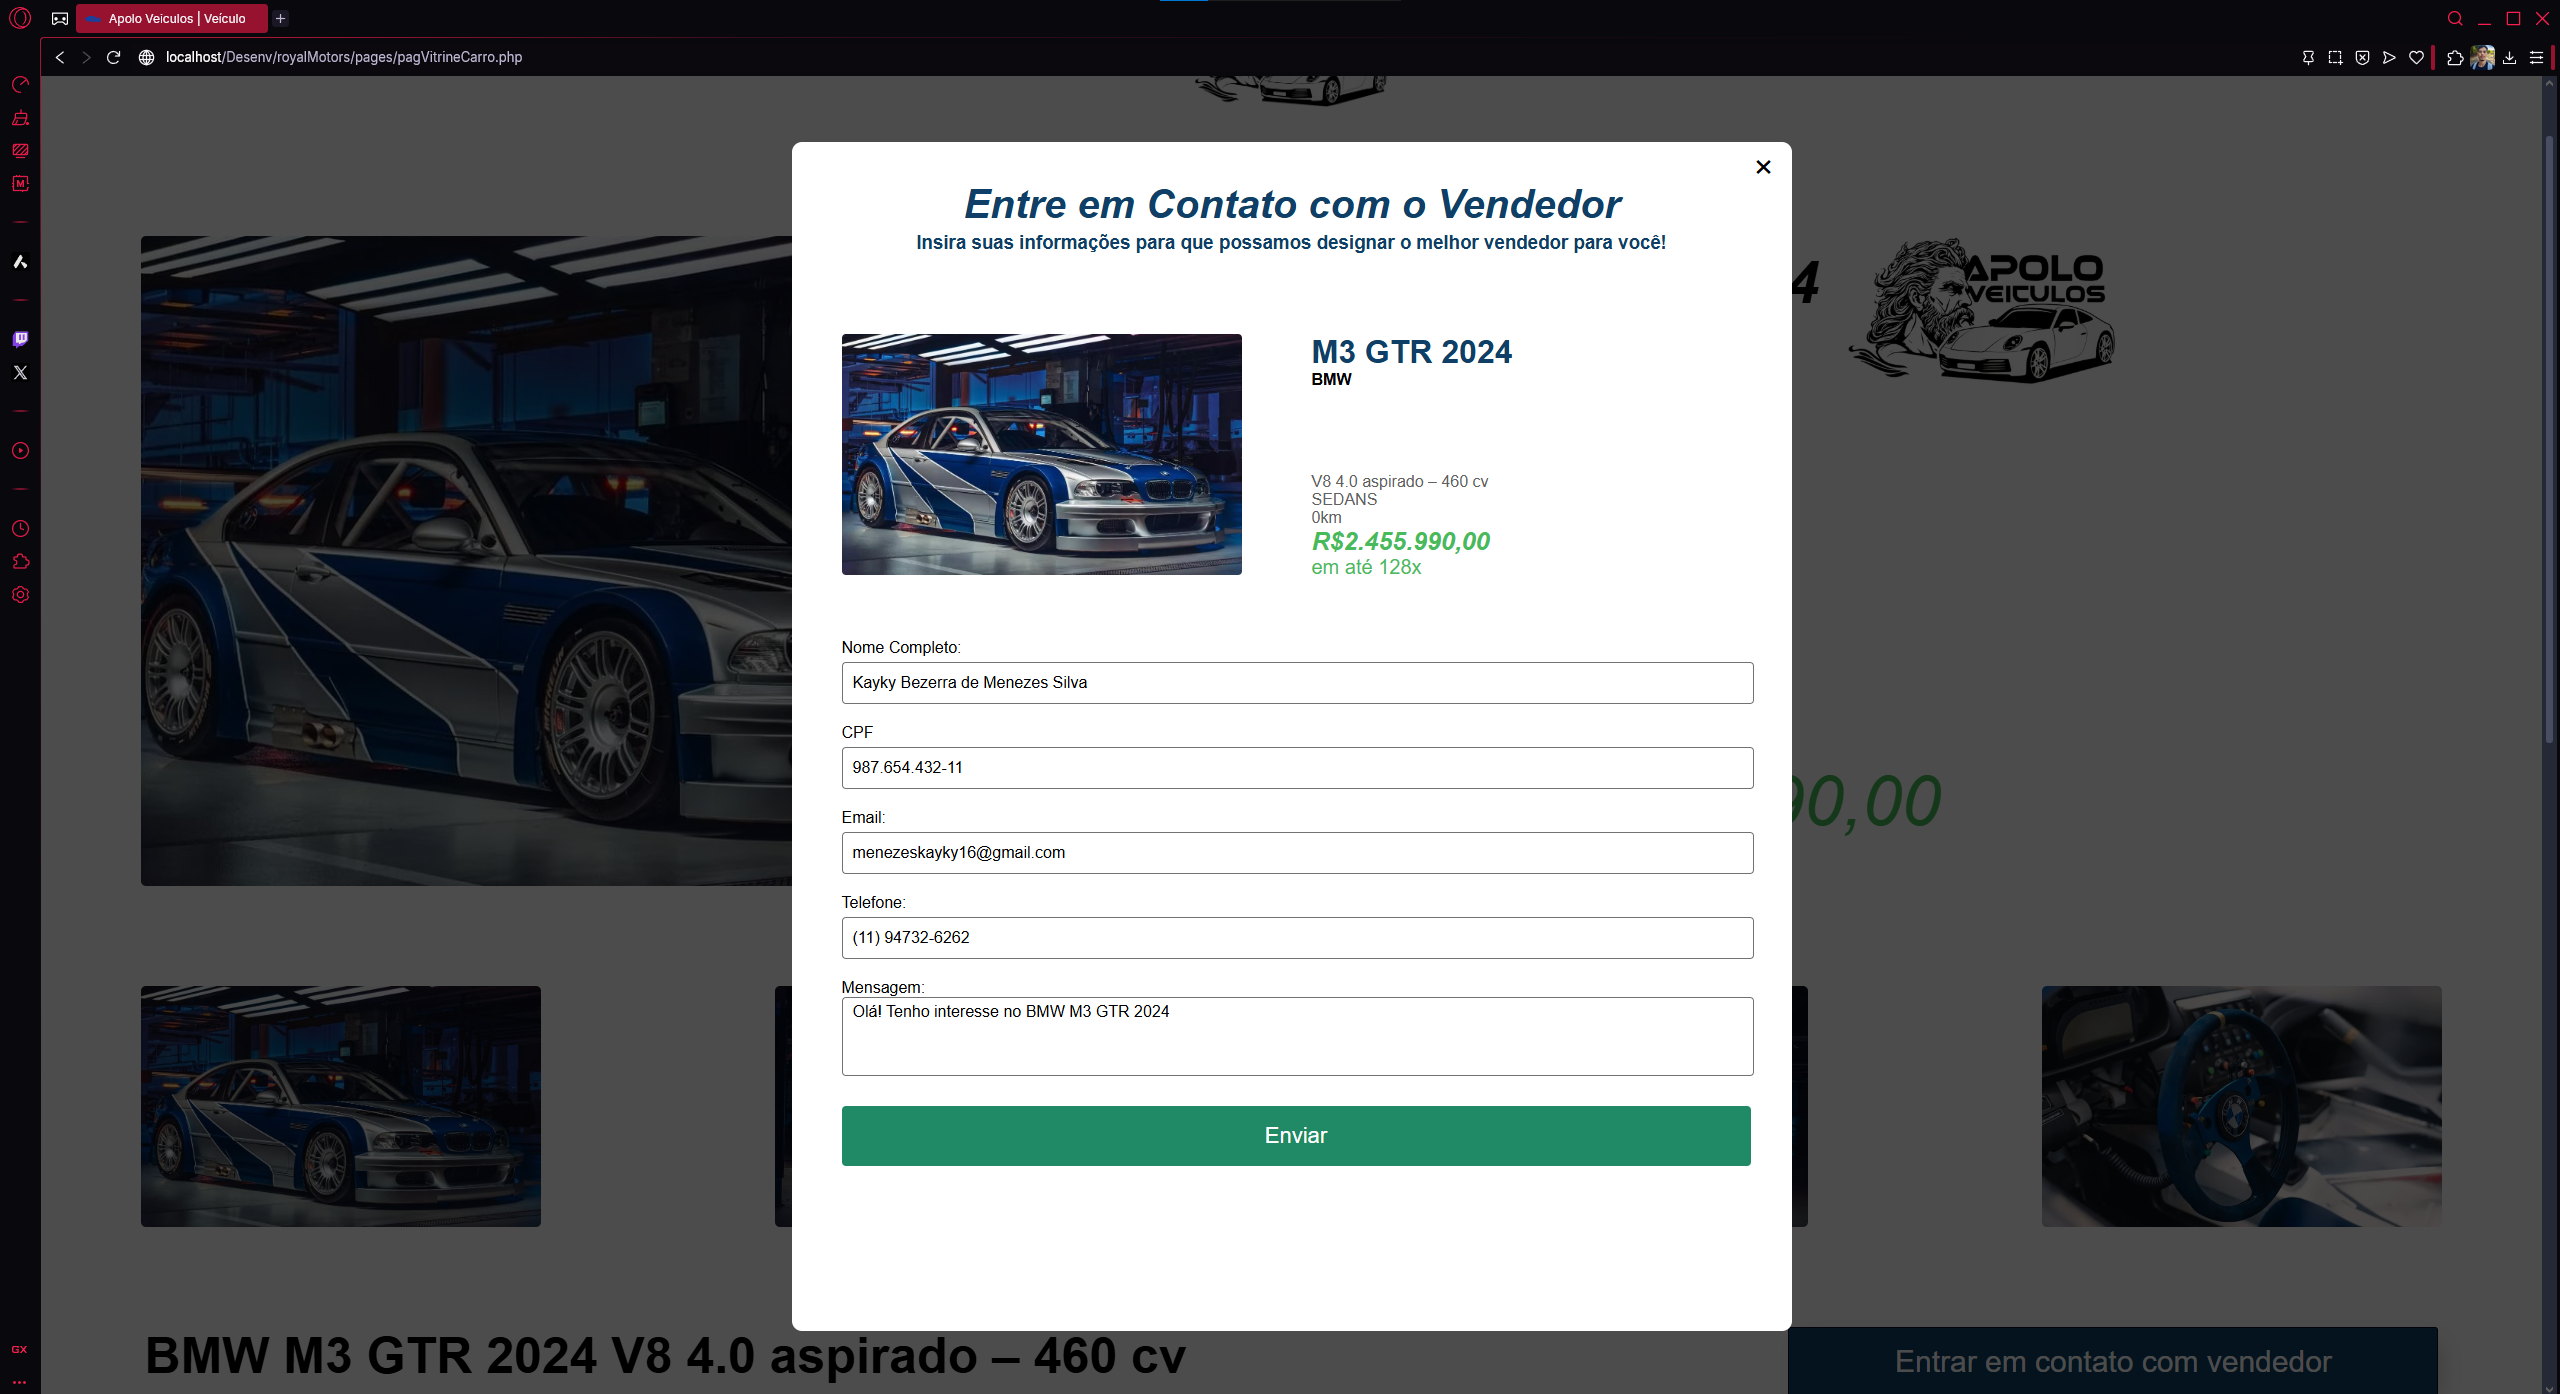 Apolo Veículos | Veículo
localhost/Desenv/royalMotors/pages/pagVitrineCarro.php
Entre em Contato com o Vendedor
Insira suas informações para que possamos designar o melhor vendedor para você!
4
APOLO
VEICULOS
M3 GTR 2024
BMW
V8 4.0 aspirado – 460 cv
SEDANS
0km
R$2.455.990,00
em até 128x
Nome Completo:
Kayky Bezerra de Menezes Silva
CPF
987.654.432-11
90,00
Email:
menezeskayky16@gmail.com
Telefone:
(11) 94732-6262
Mensagem:
Olá! Tenho interesse no BMW M3 GTR 2024
Enviar
BMW M3 GTR 2024 V8 4.0 aspirado – 460 cv
Entrar em contato com vendedor
GX